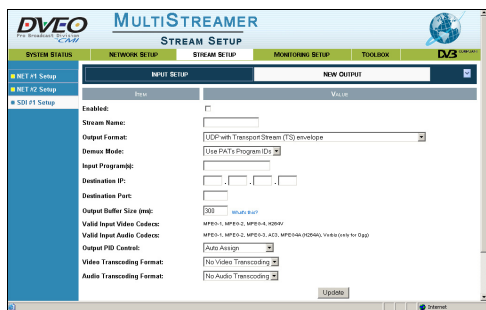 DVEO
Pro Broadcast Division
CMI
MULTISTREAMER
STREAM SETUP
SYSTEM STATUS NETWORK SETUP STREAM SETUP MONITORING SETUP TOOLBOX DVB
INPUT SETUP NEW OUTPUT
NET #1 Setup
NET #2 Setup
SDI #1 Setup
ITEM VALUE
Enabled:
Stream Name:
Output Format: UDP with Transport Stream (TS) envelope
Demux Mode: Use PATs Program IDs
Input Program(s):
Destination IP: . . .
Destination Port:
Output Buffer Size (ms): 300 What's this?
Valid Input Video Codecs: MPEG-1, MPEG-2, MPEG-4, H264V
Valid Input Audio Codecs: MPEG-1, MPEG-2, MPEG-3, AC3, MPEG4A (H264A), Vorbis (only for Ogg)
Output PID Control: Auto Assign
Video Transcoding Format: No Video Transcoding
Audio Transcoding Format: No Audio Transcoding
Update
Internet